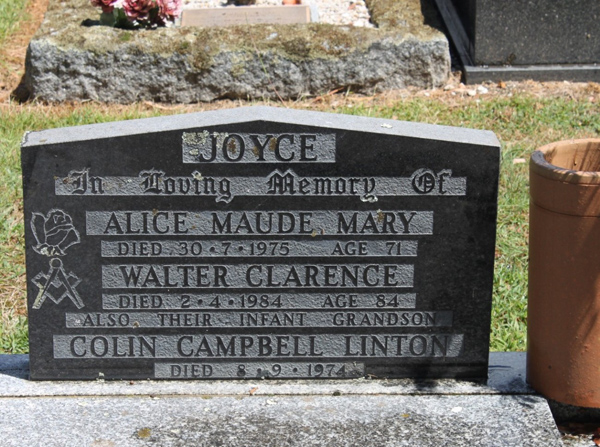 JOYCE
In Loving Memory Of
ALICE MAUDE MARY
DIED 30·7·1975 AGE 71
WALTER CLARENCE
DIED 2·4·1984 AGE 84
ALSO THEIR INFANT GRANDSON
COLIN CAMPBELL LINTON
DIED 8·9·1974